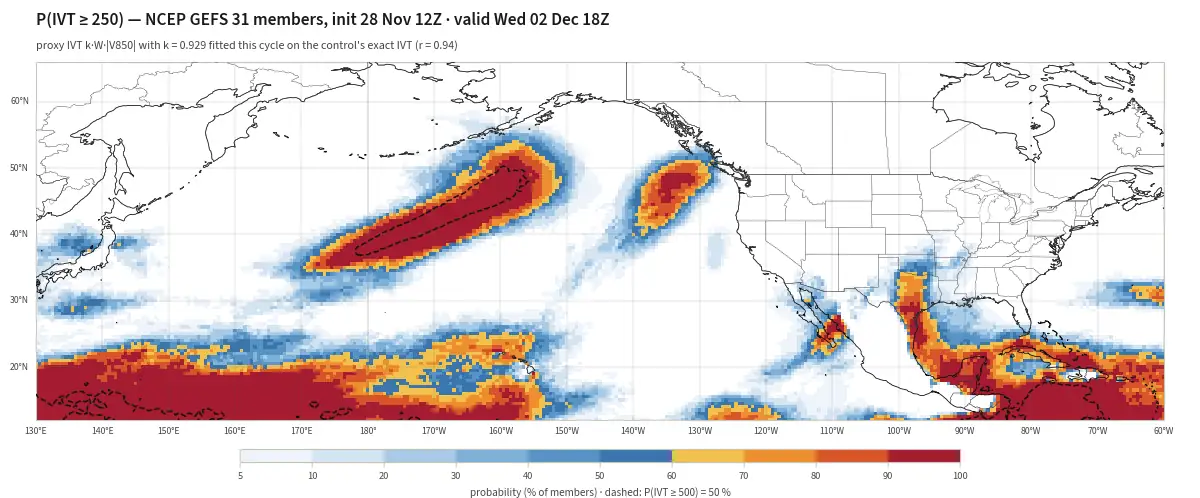 P(IVT ≥ 250) — NCEP GEFS 31 members, init 28 Nov 12Z · valid Wed 02 Dec 18Z
proxy IVT k·W·|V850| with k = 0.929 fitted this cycle on the control's exact IVT (r = 0.94)
60°N
50°N
40°N
30°N
20°N
130°E 140°E 150°E 160°E 170°E 180° 170°W 160°W 150°W 140°W 130°W 120°W 110°W 100°W 90°W 80°W 70°W 60°W
5 10 20 30 40 50 60 70 80 90 100
probability (% of members) · dashed: P(IVT ≥ 500) = 50 %